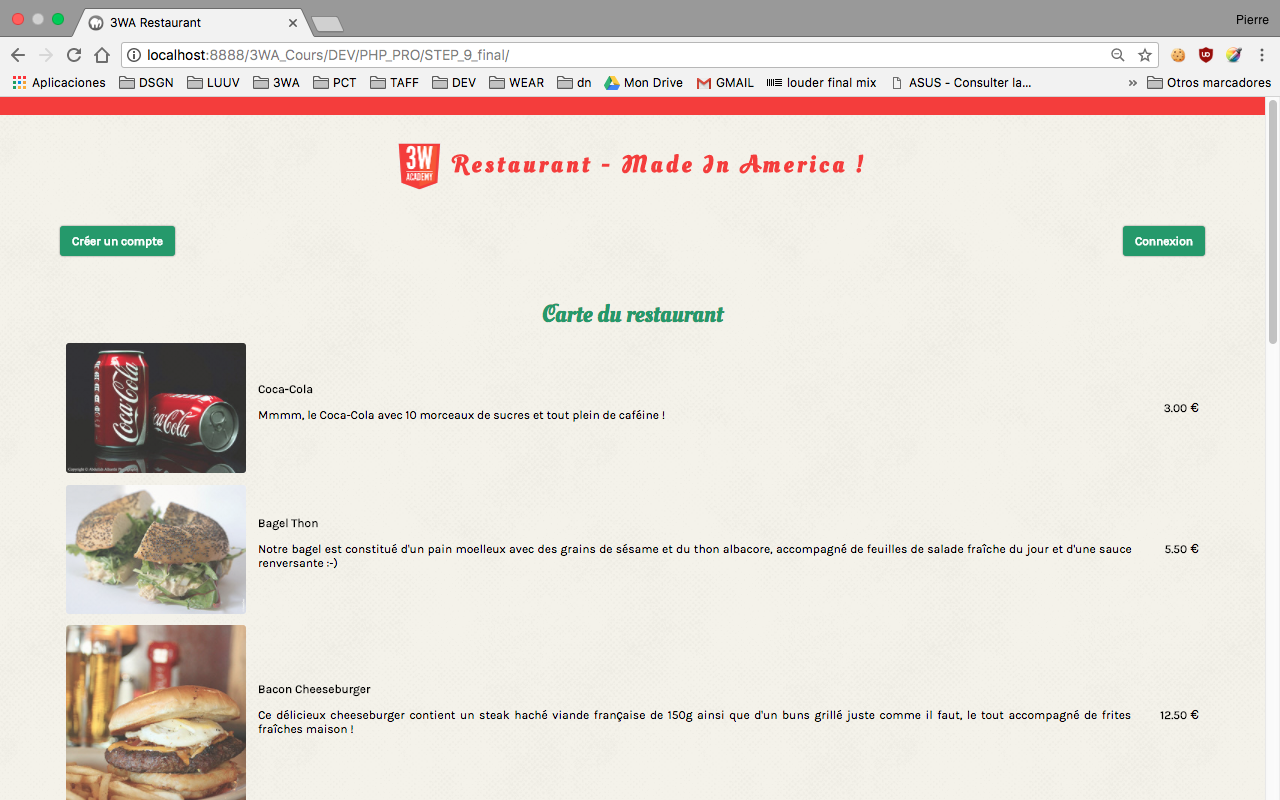 3WA Restaurant
Pierre
localhost:8888/3WA_Cours/DEV/PHP_PRO/STEP_9_final/
Aplicaciones DSGN LUUV 3WA PCT TAFF DEV WEAR dn Mon Drive GMAIL louder final mix ASUS - Consulter la... » Otros marcadores
3W
ACADEMY
Restaurant - Made In America !
Créer un compte
Connexion
Carte du restaurant
Coca-Cola
Coca-Cola
Coca-Cola
Mmmm, le Coca-Cola avec 10 morceaux de sucres et tout plein de caféine !
3.00 €
Bagel Thon
Notre bagel est constitué d'un pain moelleux avec des grains de sésame et du thon albacore, accompagné de feuilles de salade fraîche du jour et d'une sauce
renversante :-)
5.50 €
Bacon Cheeseburger
Ce délicieux cheeseburger contient un steak haché viande française de 150g ainsi que d'un buns grillé juste comme il faut, le tout accompagné de frites
fraîches maison !
12.50 €